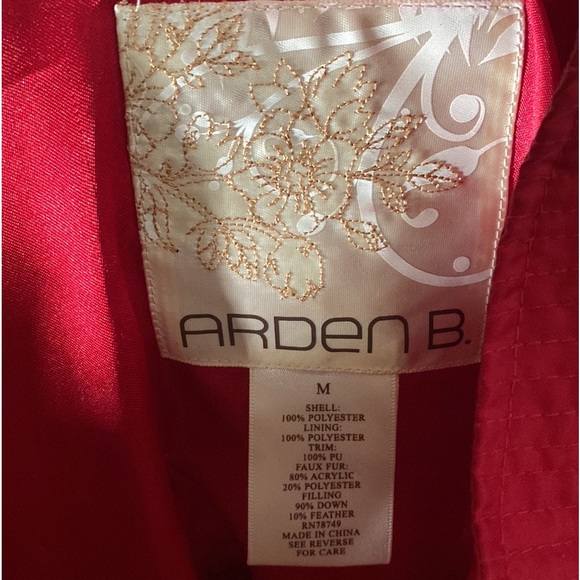 ARDEN B.
M
SHELL:
100% POLYESTER
LINING:
100% POLYESTER
TRIM:
100% PU
FAUX FUR:
80% ACRYLIC
20% POLYESTER
FILLING
90% DOWN
10% FEATHER
RN78749
MADE IN CHINA
SEE REVERSE
FOR CARE